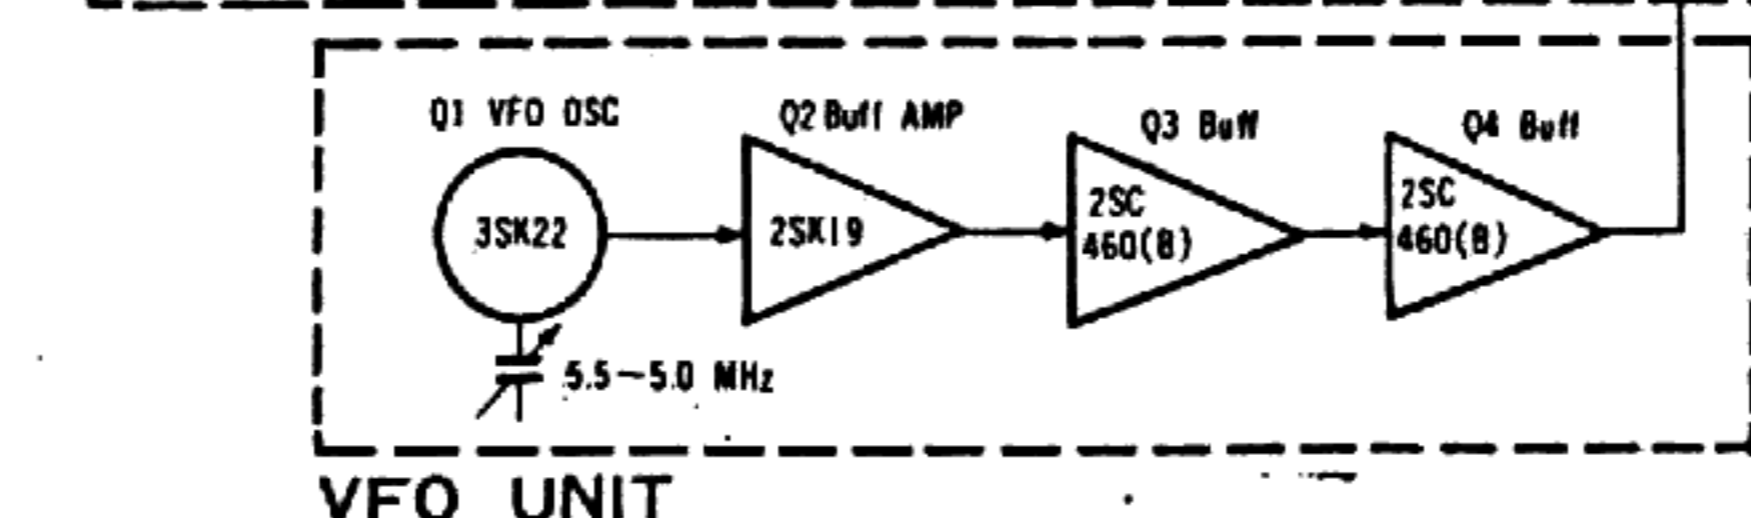 Q1 VFO OSC
Q2 Buff AMP
Q3 Buff
Q4 Buff
3SK22
2SK19
2SC
460(B)
2SC
460(B)
5.5~5.0 MHz
VFO UNIT